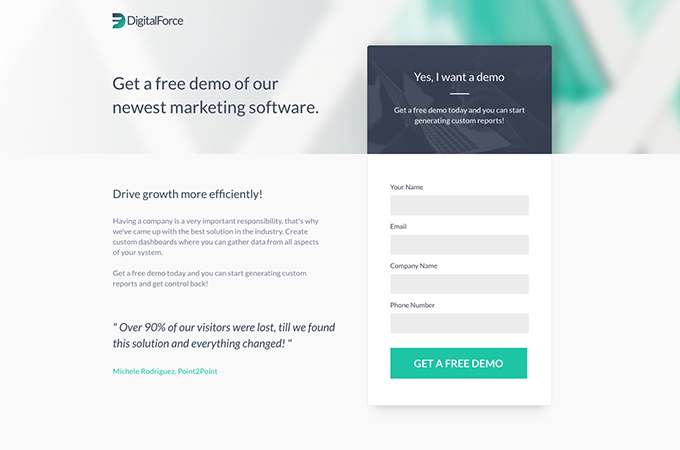 DigitalForce
Get a free demo of our
newest marketing software.
Yes, I want a demo
Get a free demo today and you can start
generating custom reports!
Drive growth more efficiently!
Having a company is a very important responsibility, that's why
we've came up with the best solution in the industry. Create
custom dashboards where you can gather data from all aspects
of your system.
Get a free demo today and you can start generating custom
reports and get control back!
" Over 90% of our visitors were lost, till we found
this solution and everything changed! "
Michele Rodriguez, Point2Point
Your Name
Email
Company Name
Phone Number
GET A FREE DEMO